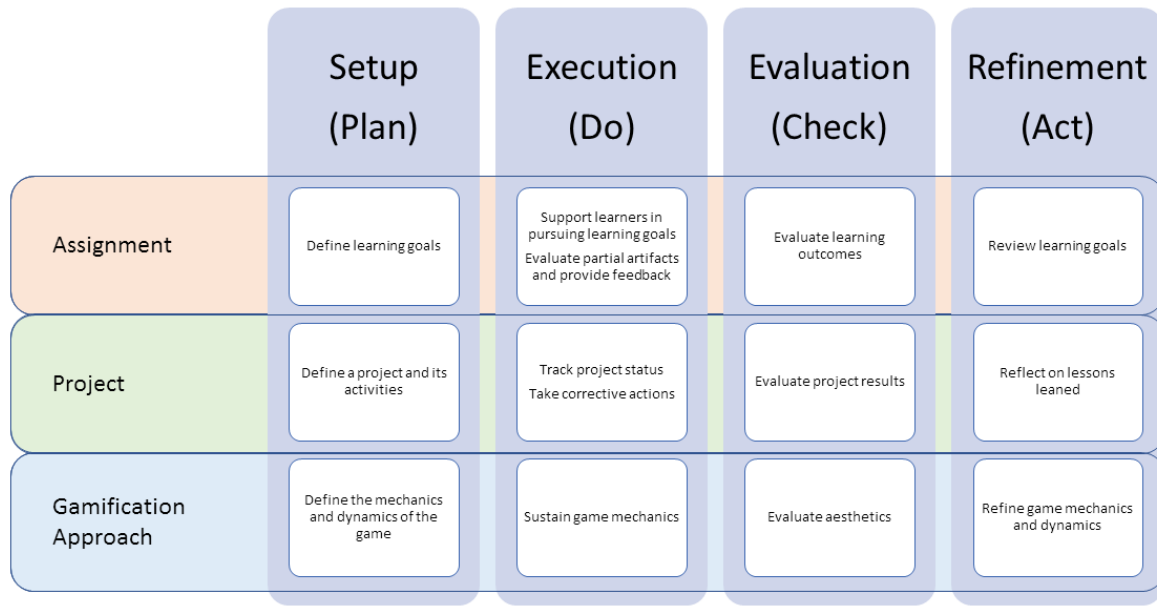 Setup
(Plan)
Execution
(Do)
Evaluation
(Check)
Refinement
(Act)
Assignment
Define learning goals
Support learners in
pursuing learning goals
Evaluate partial artifacts
and provide feedback
Evaluate learning
outcomes
Review learning goals
Project
Define a project and its
activities
Track project status
Take corrective actions
Evaluate project results
Reflect on lessons
leaned
Gamification
Approach
Define the mechanics
and dynamics of the
game
Sustain game mechanics
Evaluate aesthetics
Refine game mechanics
and dynamics